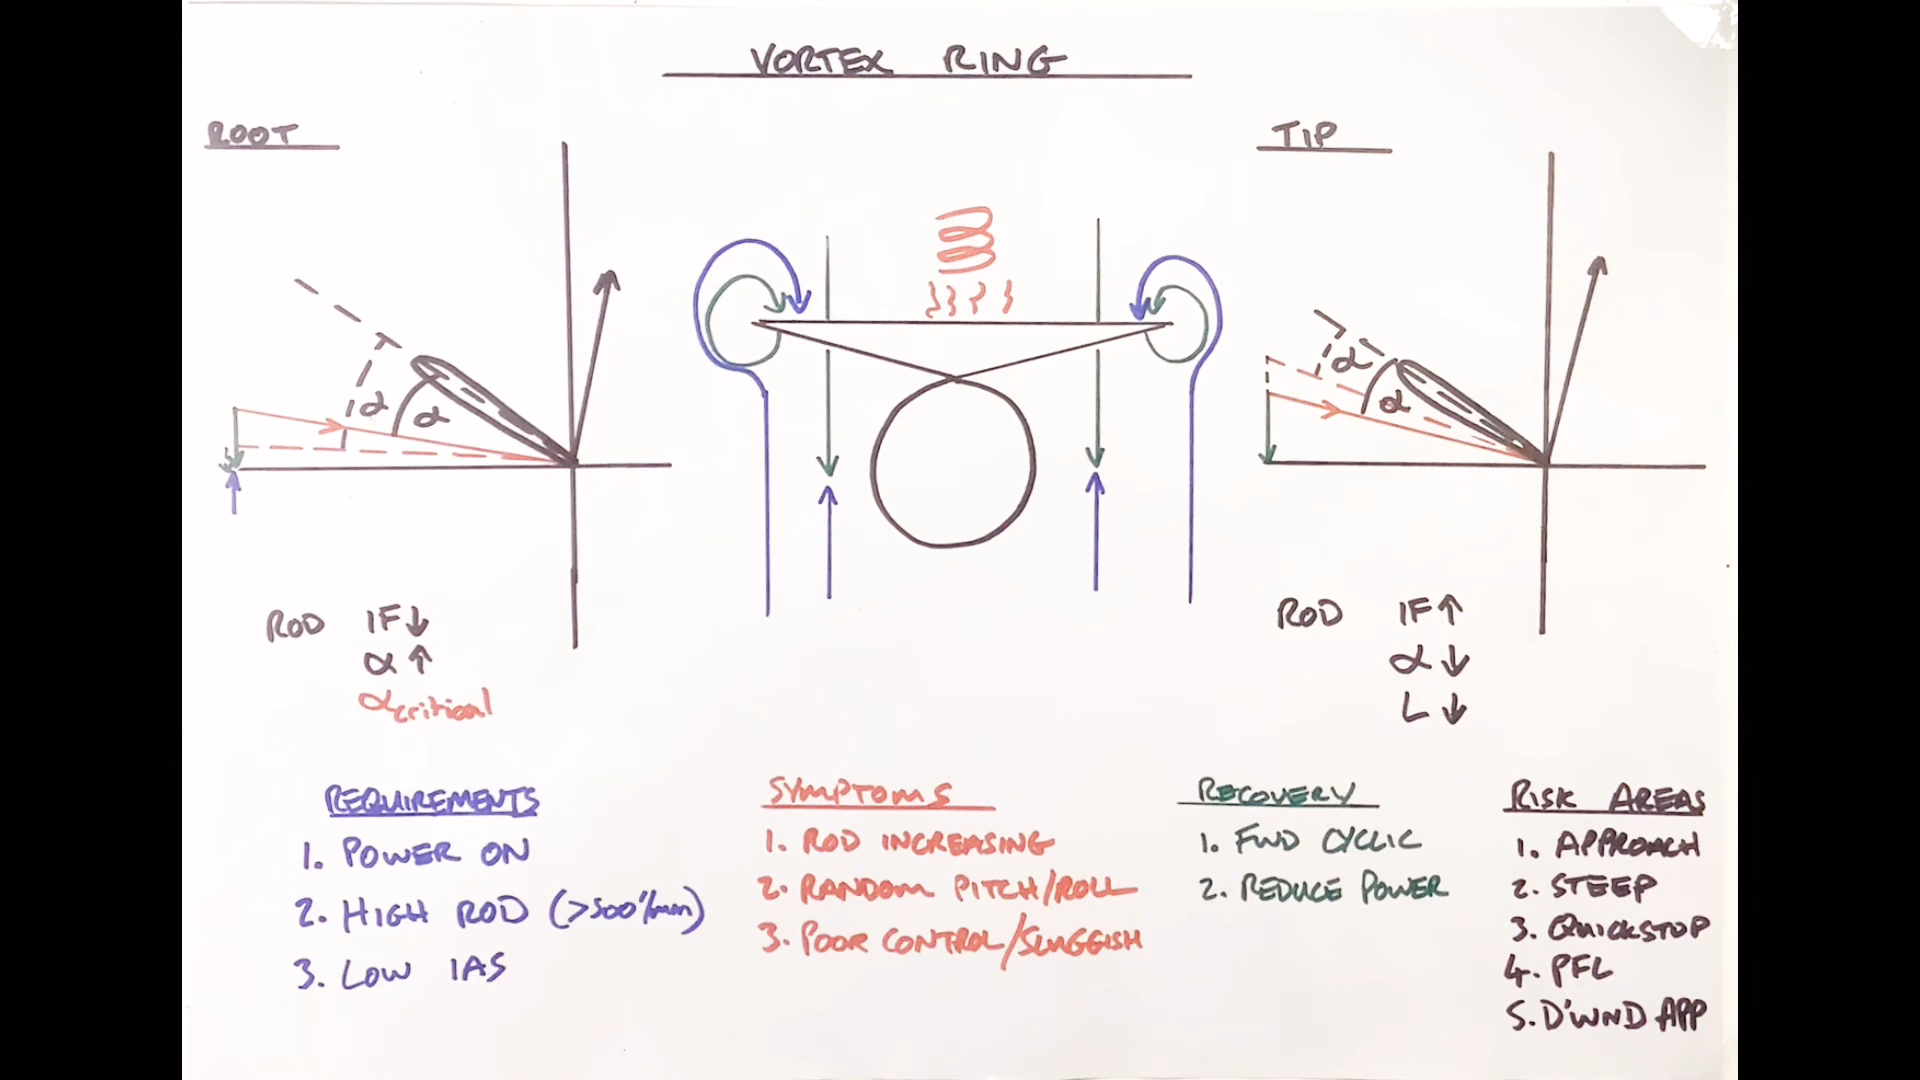 VORTEX RING
ROOT
TIP
α
α
α
α
ROD IF↓
α↑
αcritical
ROD IF↑
α↓
L↓
REQUIREMENTS
1. POWER ON
2. HIGH ROD (>500'/min)
3. LOW IAS
SYMPTOMS
1. ROD INCREASING
2. RANDOM PITCH/ROLL
3. POOR CONTROL/SLUGGISH
RECOVERY
1. FWD CYCLIC
2. REDUCE POWER
RISK AREAS
1. APPROACH
2. STEEP
3. QUICKSTOP
4. PFL
5. D'WND APP